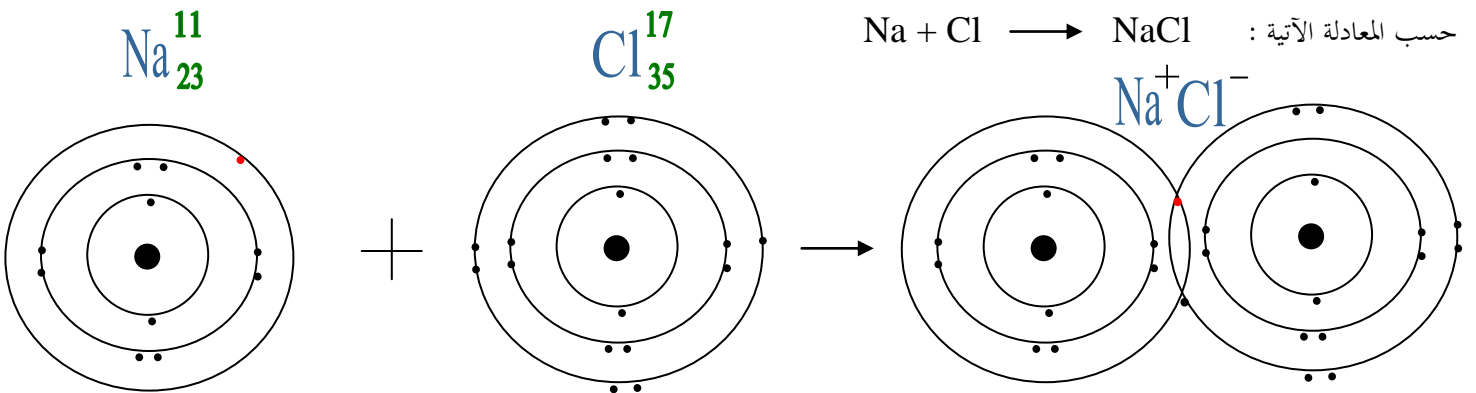 حسب المعادلة الآتية : Na + Cl ⟶ NaCl
Na 11 23
Cl 17 35
Na+Cl−